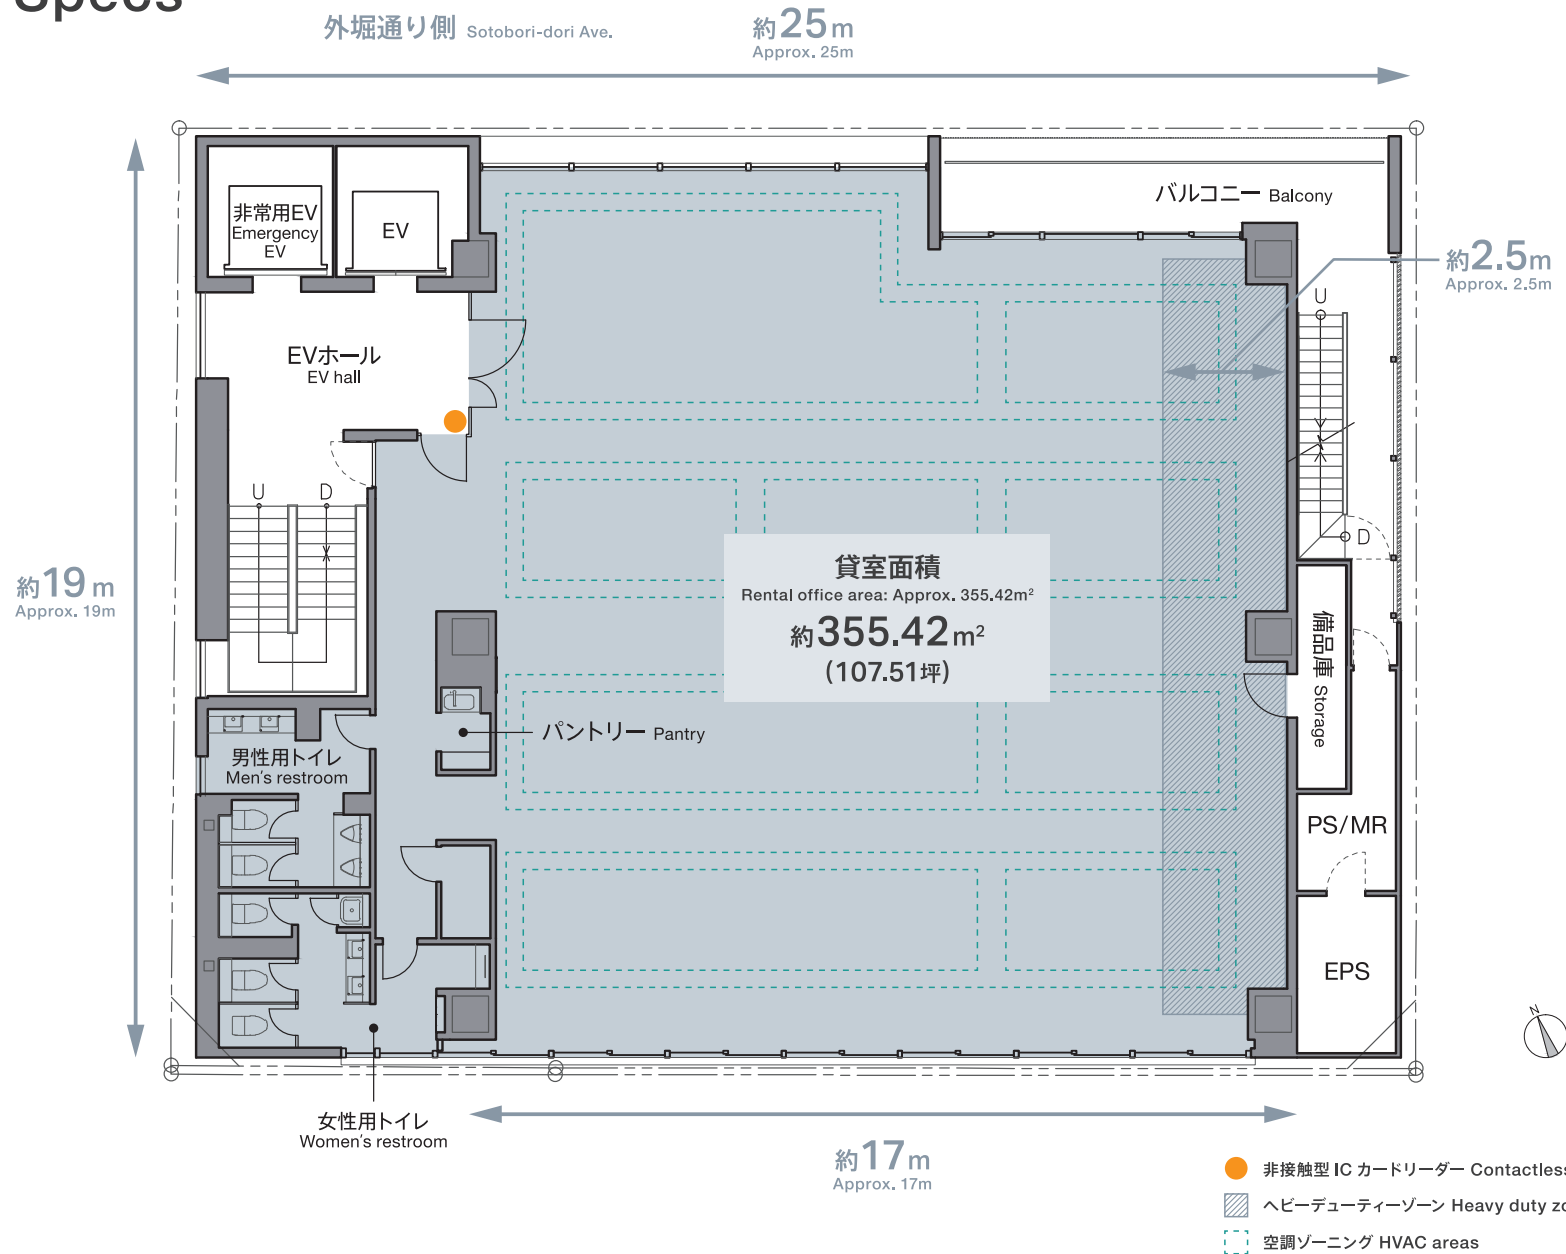 Specs
外堀通り側 Sotobori-dori Ave.
約25m
Approx. 25m
非常用EV
Emergency
EV
EV
バルコニー Balcony
約2.5m
Approx. 2.5m
U
EVホール
EV hall
U
D
D
貸室面積
Rental office area: Approx. 355.42m²
約355.42m²
(107.51坪)
約19m
Approx. 19m
備品庫 Storage
パントリー Pantry
男性用トイレ
Men's restroom
PS/MR
EPS
N
女性用トイレ
Women's restroom
約17m
Approx. 17m
非接触型 IC カードリーダー Contactless
ヘビーデューティーゾーン Heavy duty
空調ゾーニング HVAC areas